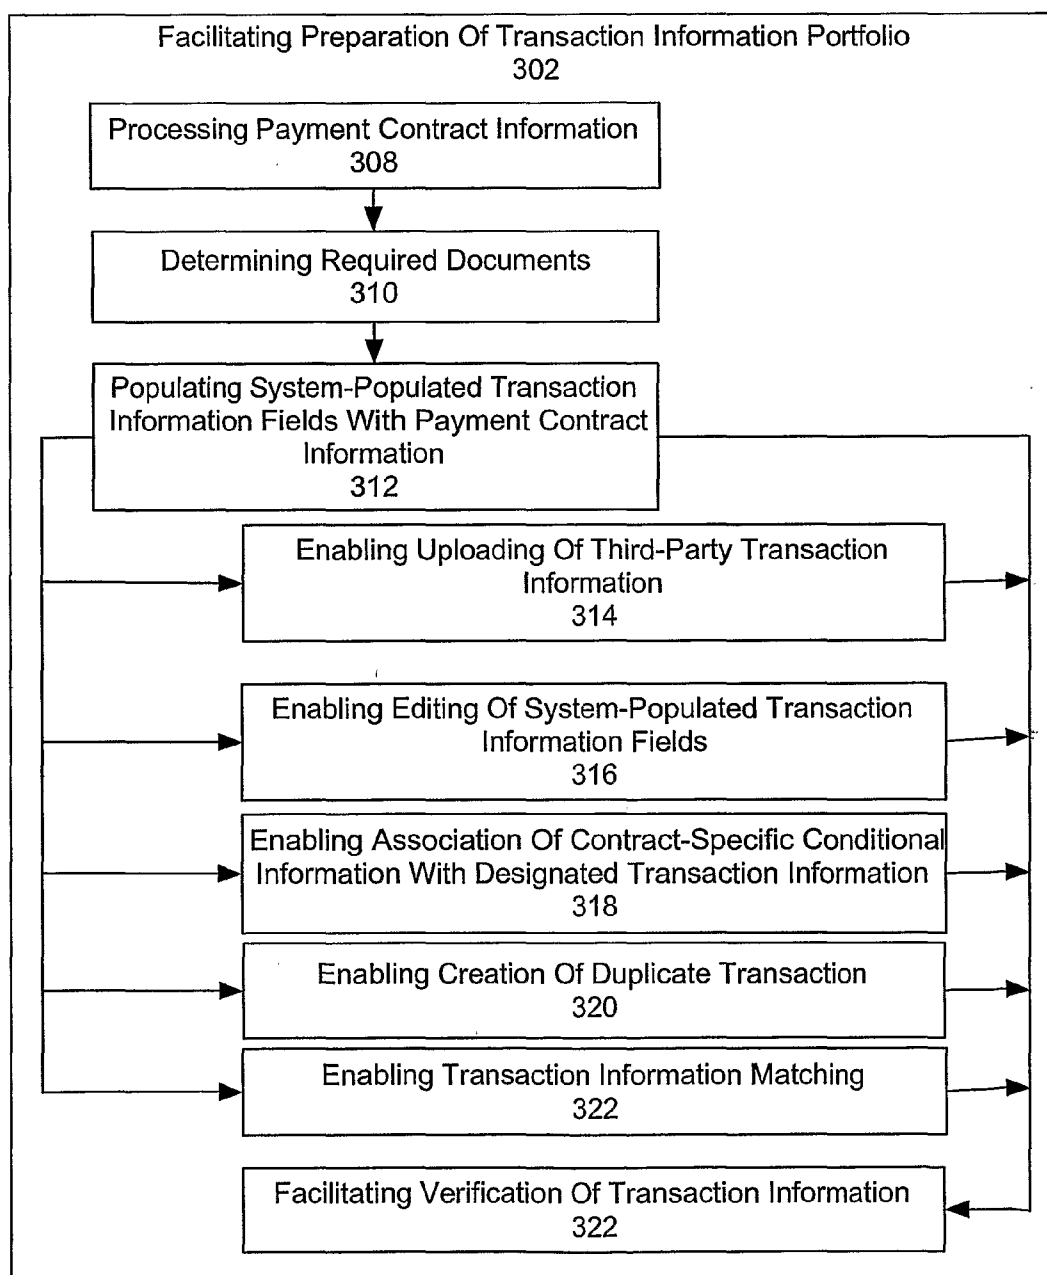 Facilitating Preparation Of Transaction Information Portfolio
302
Processing Payment Contract Information
308
Determining Required Documents
310
Populating System-Populated Transaction
Information Fields With Payment Contract
Information
312
Enabling Uploading Of Third-Party Transaction
Information
314
Enabling Editing Of System-Populated Transaction
Information Fields
316
Enabling Association Of Contract-Specific Conditional
Information With Designated Transaction Information
318
Enabling Creation Of Duplicate Transaction
320
Enabling Transaction Information Matching
322
Facilitating Verification Of Transaction Information
322